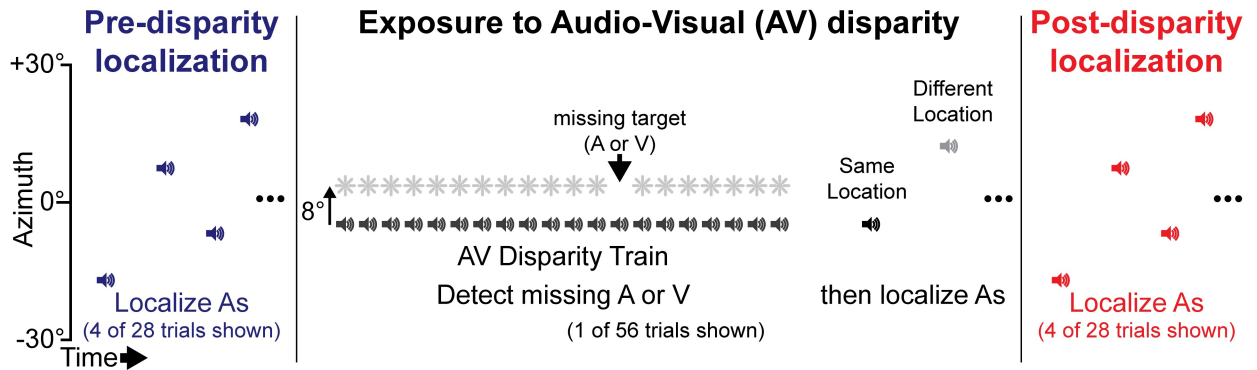 Pre-disparity
localization
+30°
Azimuth
0°
-30°
Localize As
(4 of 28 trials shown)
Time
Exposure to Audio-Visual (AV) disparity
missing target
(A or V)
8°
AV Disparity Train
Detect missing A or V
(1 of 56 trials shown)
Different
Location
Same
Location
then localize As
Post-disparity
localization
Localize As
(4 of 28 trials shown)